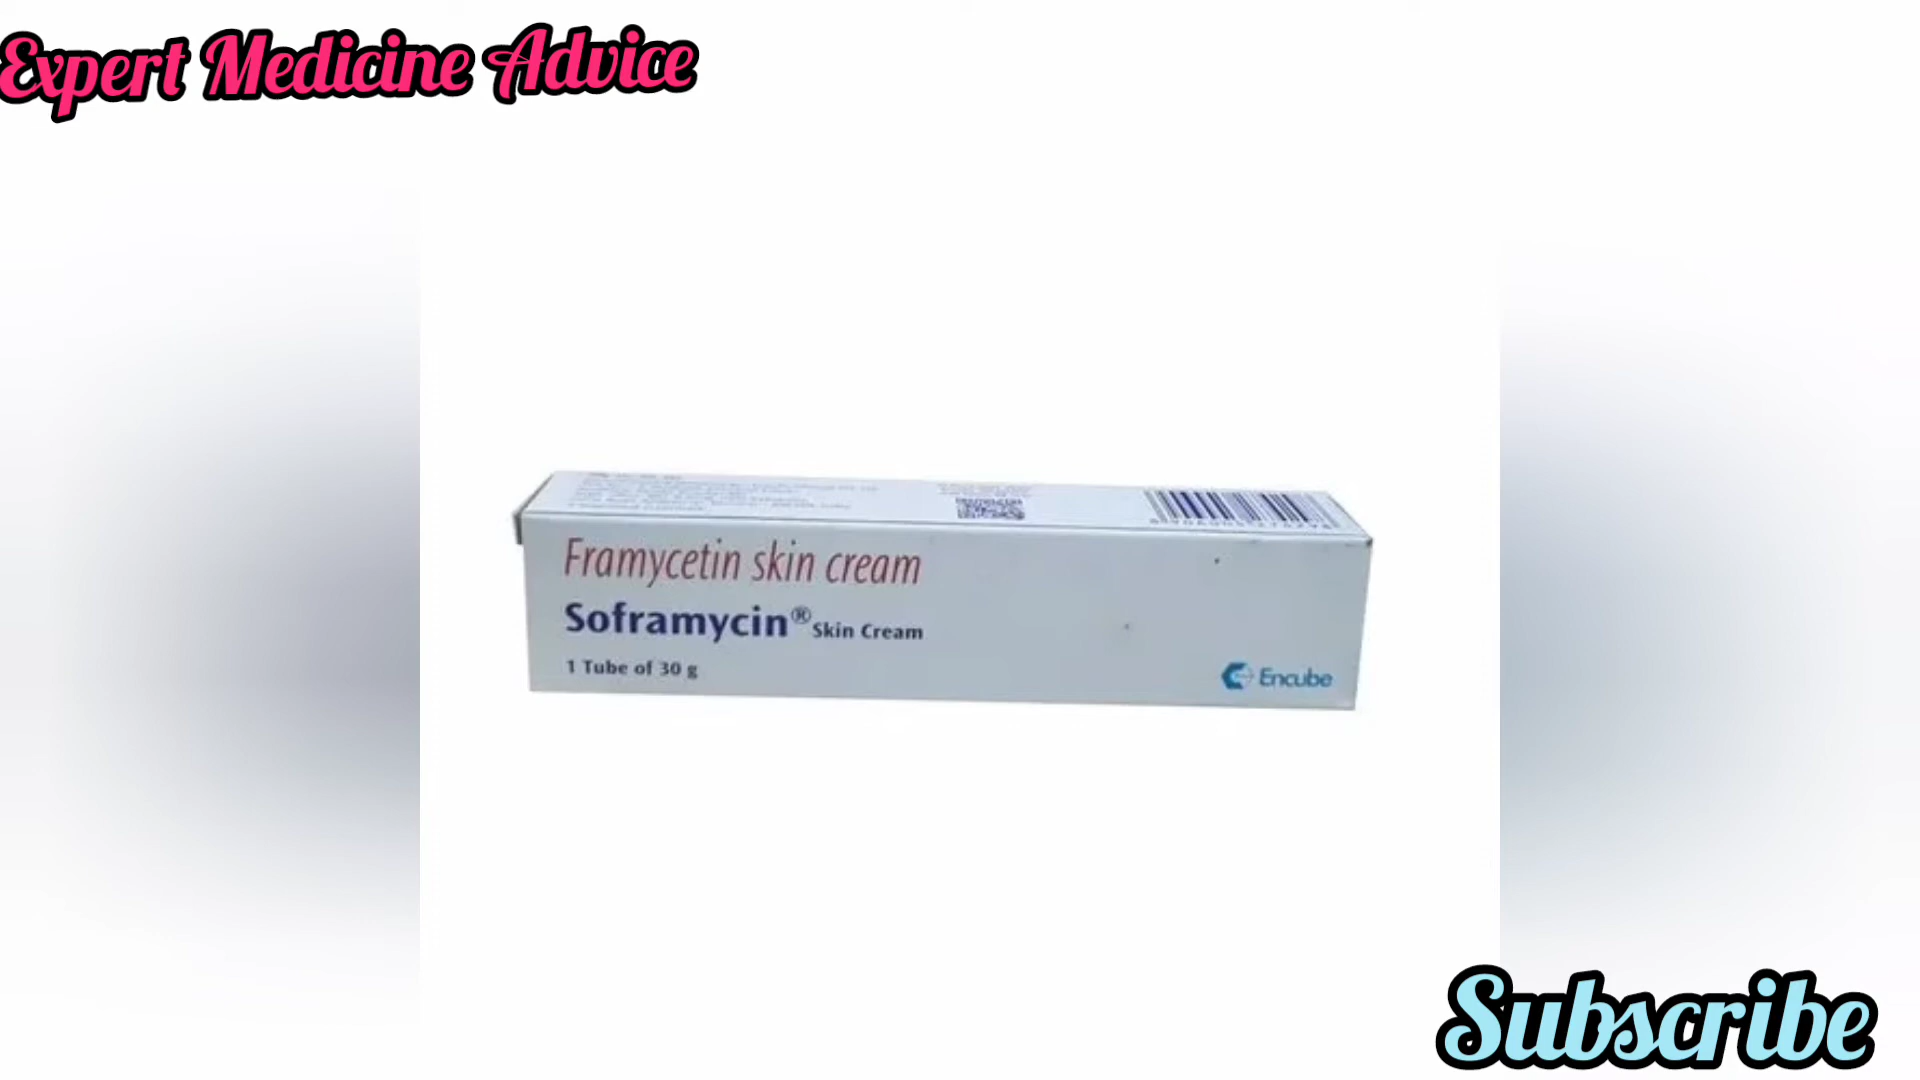 Expert Medicine Advice
Framycetin skin cream
Soframycin® Skin Cream
1 Tube of 30 g
Encube
Subscribe